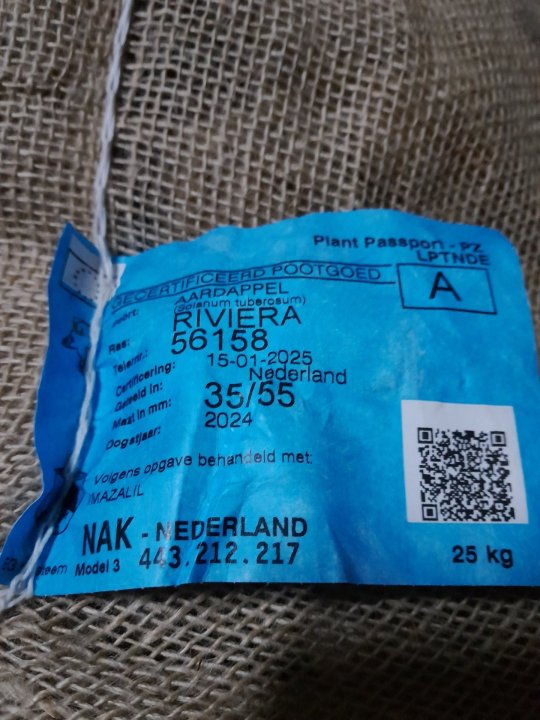 Plant Passport - PZ
LPTNDE
GECERTIFICEERD POOTGOED
A
Soort: AARDAPPEL
(Solanum tuberosum)
Ras: RIVIERA
Telernr.: 56158
Certificering: 15-01-2025
Geteeld in: Nederland
Maat in mm: 35/55
Oogstjaar: 2024
Volgens opgave behandeld met:
IMAZALIL
NAK - NEDERLAND
Model 3 443.212.217
25 kg